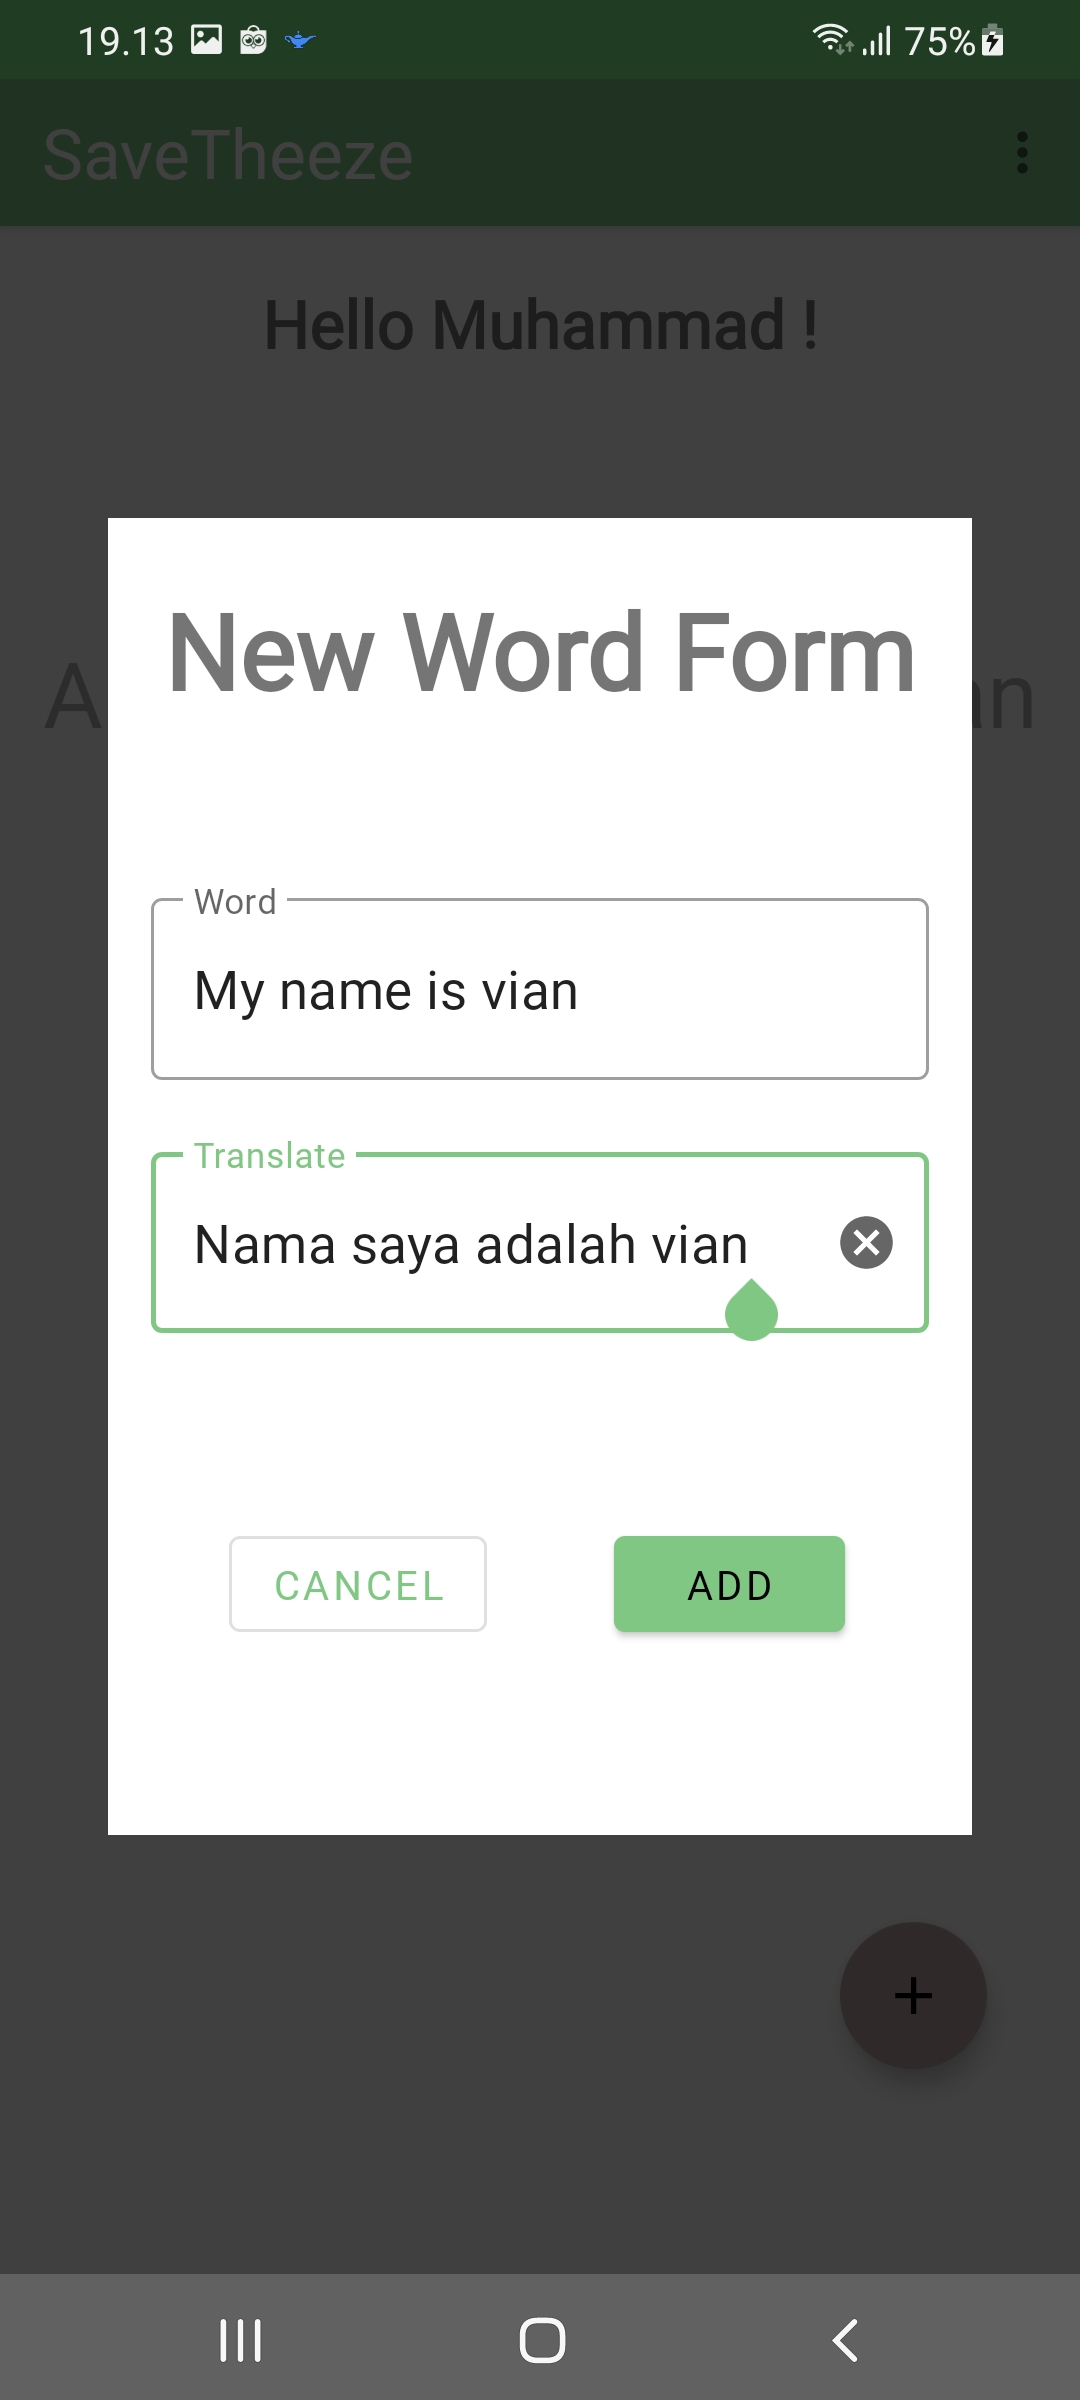 19.13
75%
SaveTheeze
Hello Muhammad !
New Word Form
Word
My name is vian
Translate
Nama saya adalah vian
CANCEL
ADD